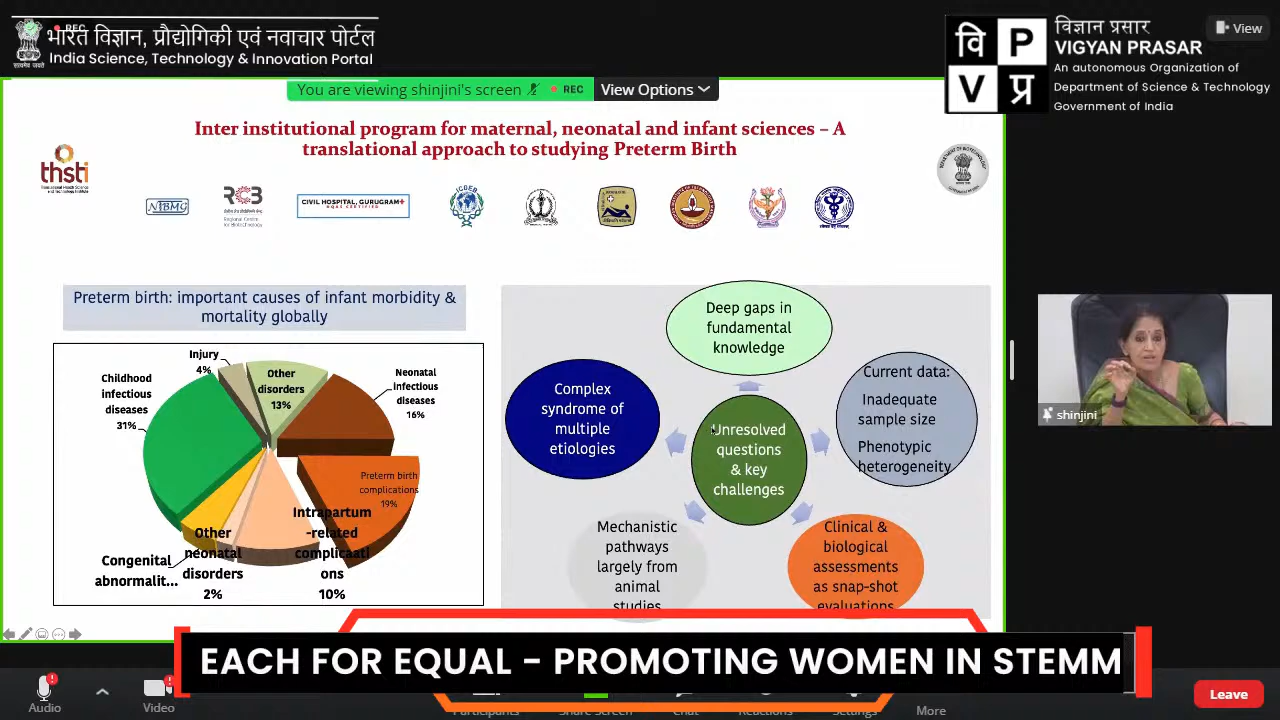 REC
भारत विज्ञान, प्रौद्योगिकी एवं नवाचार पोर्टल
India Science, Technology & Innovation Portal
वि P
V प्र
विज्ञान प्रसार
VIGYAN PRASAR
An autonomous Organization of
Department of Science & Technology
Government of India
View
You are viewing shinjini's screen
REC
View Options
Inter institutional program for maternal, neonatal and infant sciences – A
translational approach to studying Preterm Birth
thsti
NIBMG
RCB
Regional Centre
for Biotechnology
CIVIL HOSPITAL, GURUGRAM
ICGEB
Preterm birth: important causes of infant morbidity &
mortality globally
Injury
4%
Other
disorders
13%
Neonatal
infectious
diseases
16%
Childhood
infectious
diseases
31%
Preterm birth
complications
19%
Intrapartum
-related
complicaati
ons
10%
Other
neonatal
disorders
2%
Congenital
abnormalit...
Deep gaps in
fundamental
knowledge
Complex
syndrome of
multiple
etiologies
Current data:
Inadequate
sample size
Phenotypic
heterogeneity
Unresolved
questions
& key
challenges
Mechanistic
pathways
largely from
animal
studies
Clinical &
biological
assessments
as snap-shot
evaluations
shinjini
EACH FOR EQUAL - PROMOTING WOMEN IN STEMM
Audio
Video
Participants
Share Screen
Chat
Reactions
Settings
More
Leave